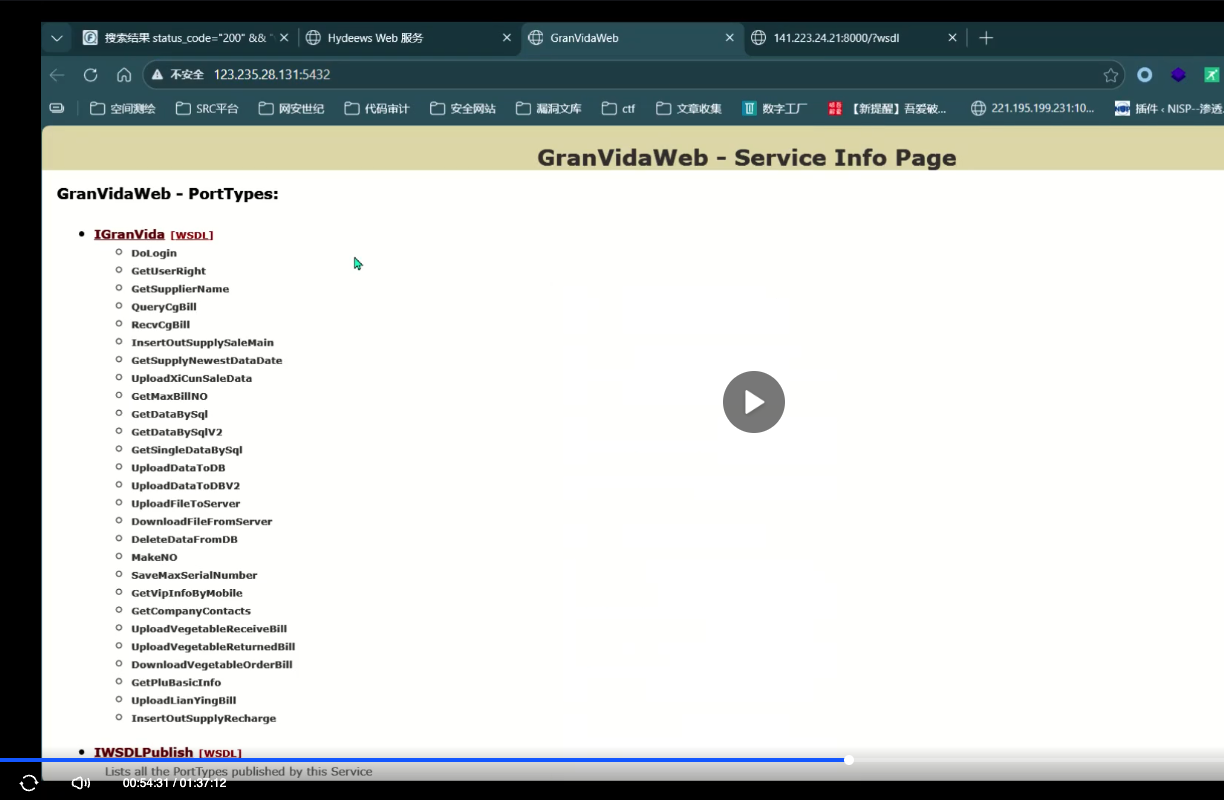 搜索结果 status_code="200" &&
Hydeews Web 服务
GranVidaWeb
141.223.24.21:8000/?wsdl
不安全 123.235.28.131:5432
空间测绘
SRC平台
网安世纪
代码审计
安全网站
漏洞文库
ctf
文章收集
数字工厂
【新提醒】吾爱破...
221.195.199.231:10...
插件 ‹ NISP--渗透
GranVidaWeb - Service Info Page
GranVidaWeb - PortTypes:
IGranVida [WSDL]
DoLogin
GetUserRight
GetSupplierName
QueryCgBill
RecvCgBill
InsertOutSupplySaleMain
GetSupplyNewestDataDate
UploadXiCunSaleData
GetMaxBillNO
GetDataBySql
GetDataBySqlV2
GetSingleDataBySql
UploadDataToDB
UploadDataToDBV2
UploadFileToServer
DownloadFileFromServer
DeleteDataFromDB
MakeNO
SaveMaxSerialNumber
GetVipInfoByMobile
GetCompanyContacts
UploadVegetableReceiveBill
UploadVegetableReturnedBill
DownloadVegetableOrderBill
GetPluBasicInfo
UploadLianYingBill
InsertOutSupplyRecharge
IWSDLPublish [WSDL]
Lists all the PortTypes published by this Service
00:54:31 / 01:37:12